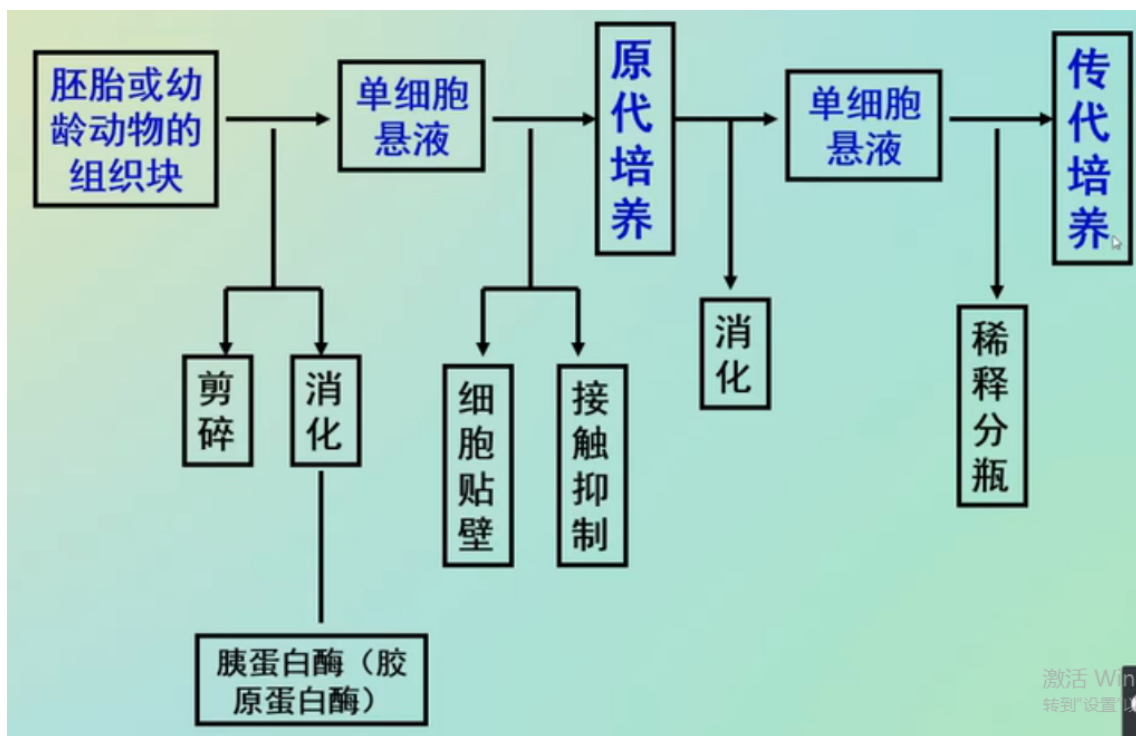 胚胎或幼
龄动物的
组织块
单细胞
悬液
原代培养
单细胞
悬液
传代培养
剪碎
消化
细胞贴壁
接触抑制
消化
稀释分瓶
胰蛋白酶（胶
原蛋白酶）
激活 Win
转到"设置"以